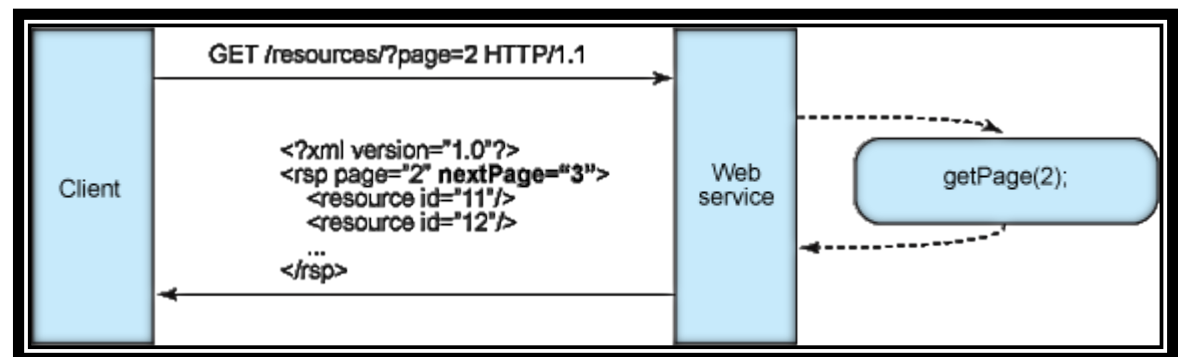 GET /resources/?page=2 HTTP/1.1
Client
<?xml version="1.0"?>
<rsp page="2" nextPage="3">
<resource id="11"/>
<resource id="12"/>
...
</rsp>
Web
service
getPage(2);